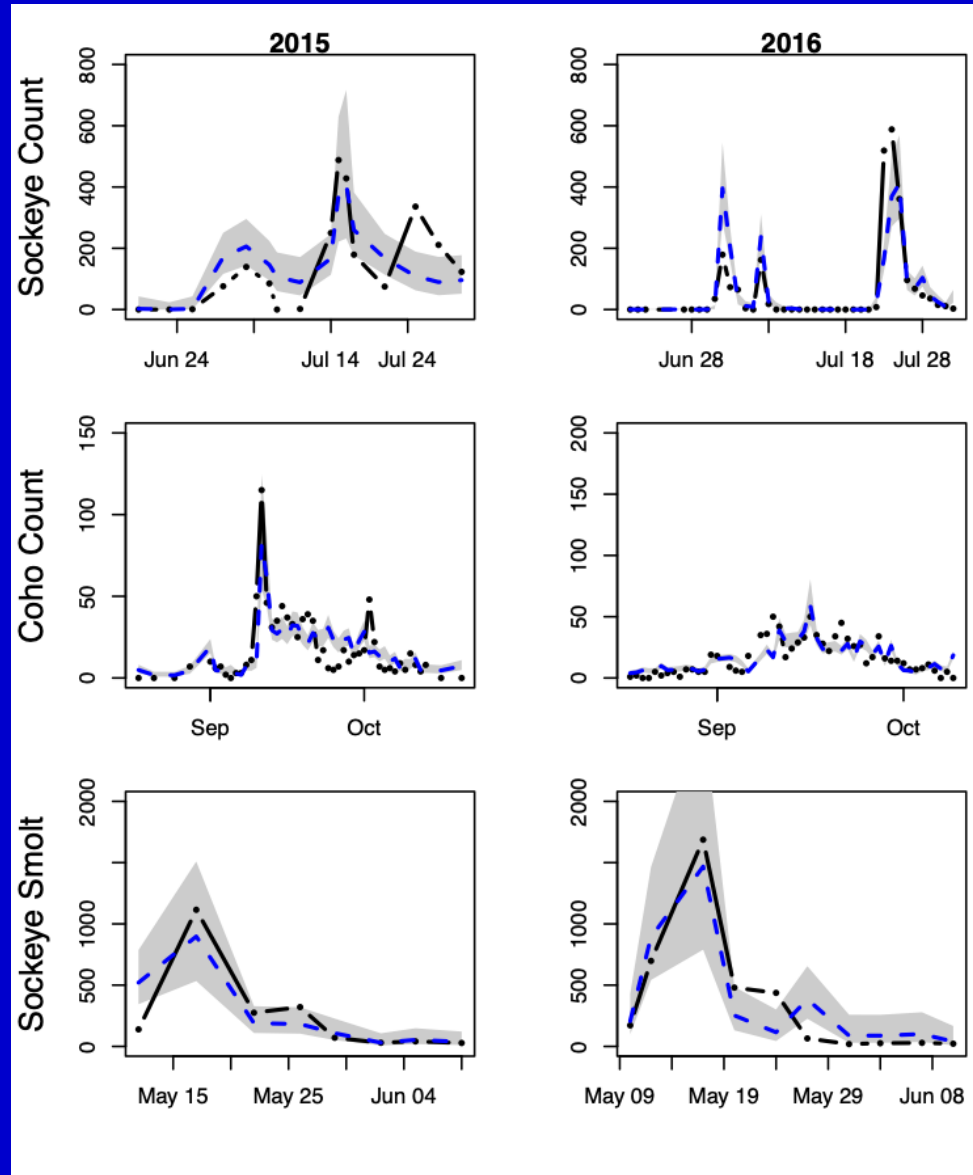 2015 2016
Sockeye Count
800 800
600 600
400 400
200 200
0 0
Jun 24 Jul 14 Jul 24 Jun 28 Jul 18 Jul 28
Coho Count
150 200
100 150
50 100
0 50
0
Sep Oct Sep Oct
Sockeye Smolt
2000 2000
1000 1000
500 500
0 0
May 15 May 25 Jun 04 May 09 May 19 May 29 Jun 08